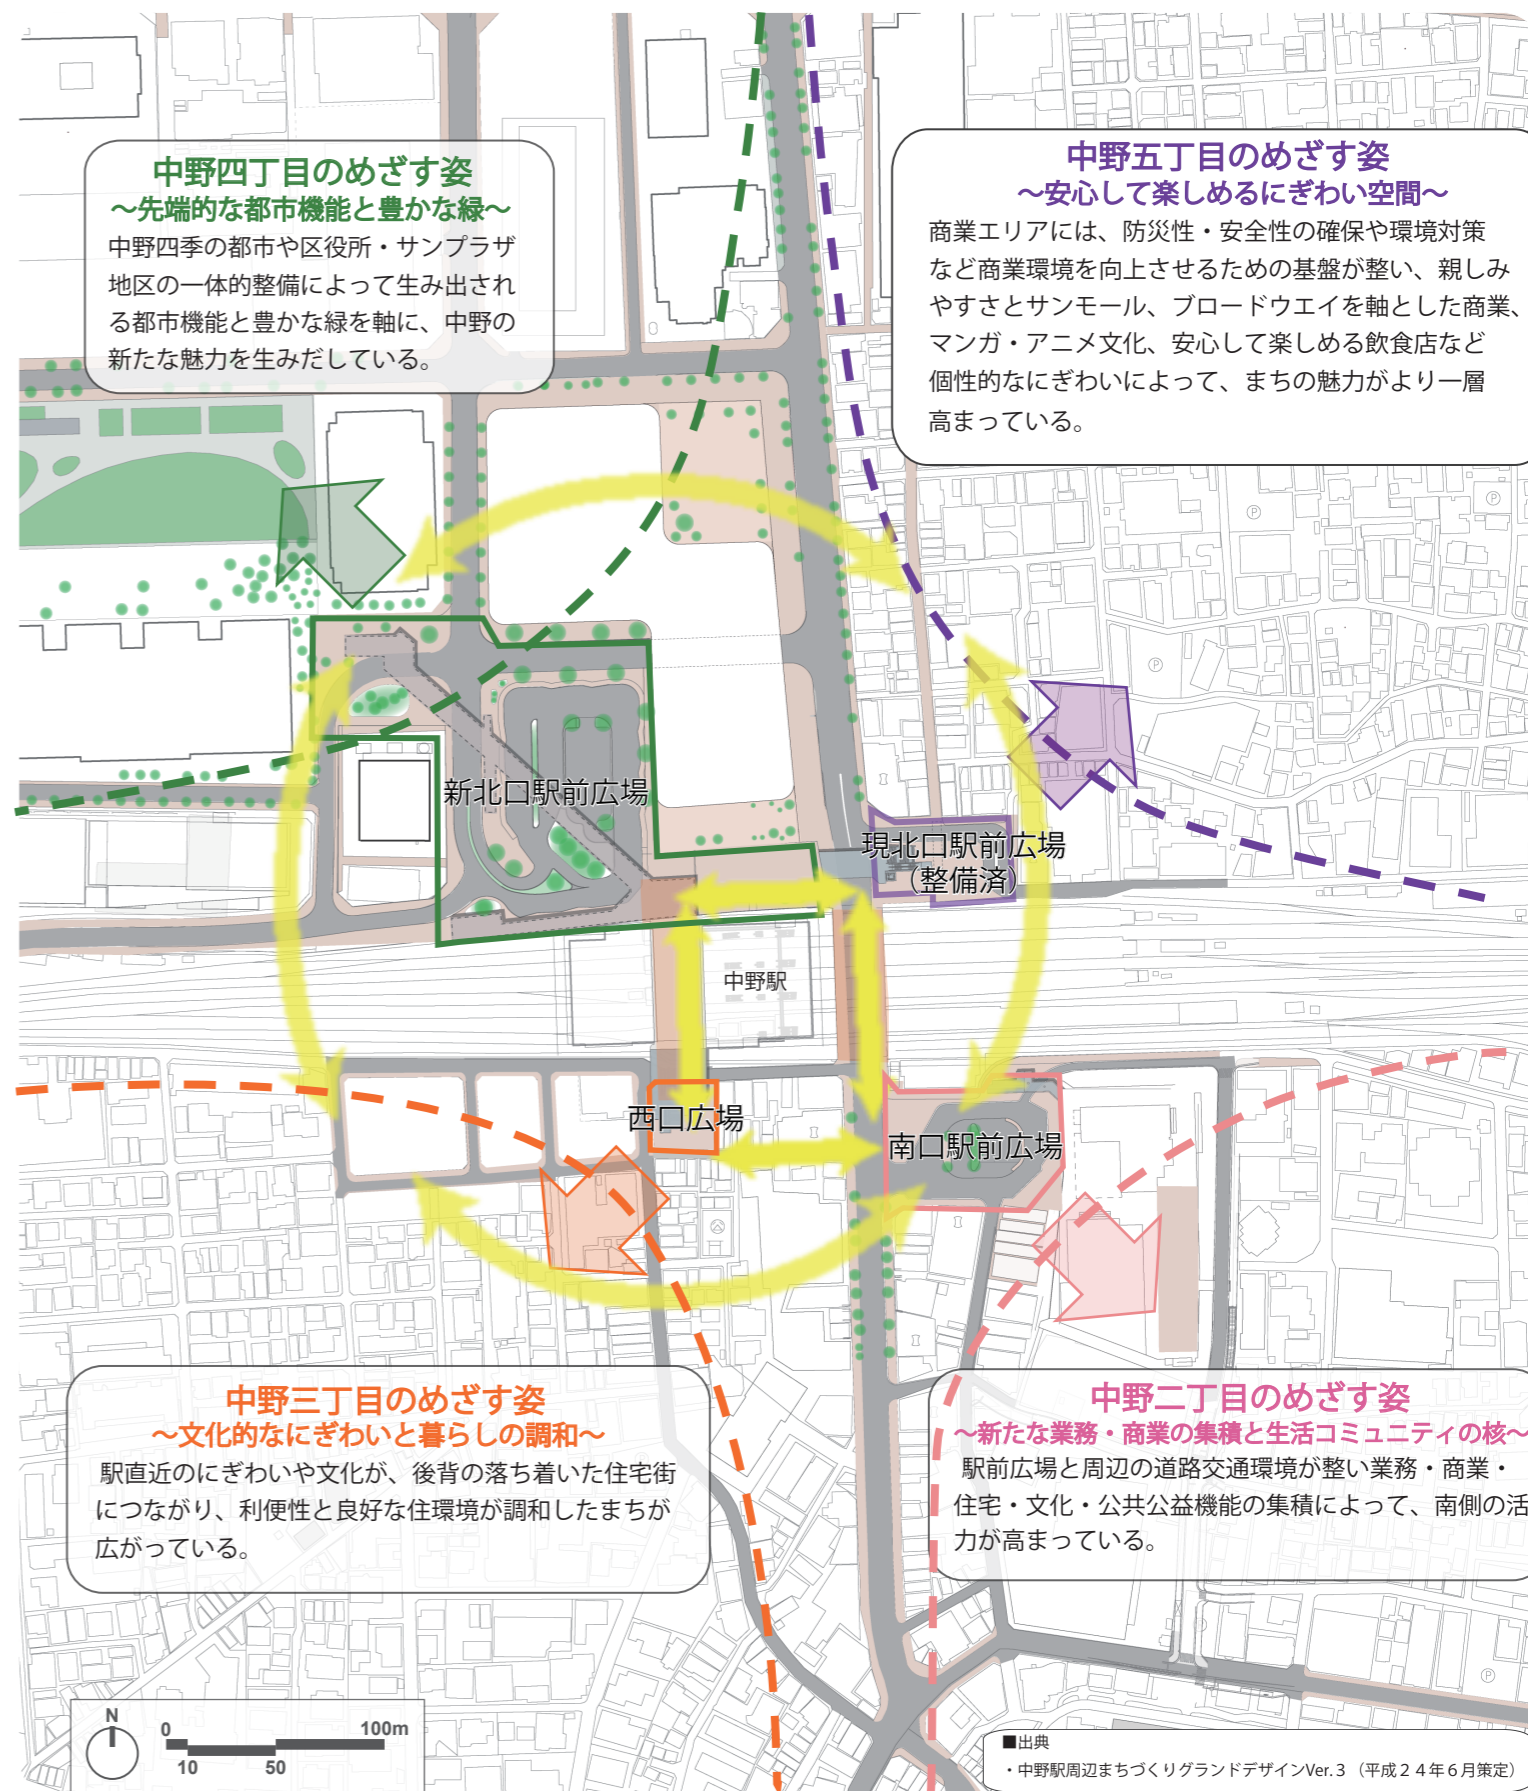 中野四丁目のめざす姿
～先端的な都市機能と豊かな緑～
中野四季の都市や区役所・サンプラザ
地区の一体的整備によって生み出され
る都市機能と豊かな緑を軸に、中野の
新たな魅力を生みだしている。
中野五丁目のめざす姿
～安心して楽しめるにぎわい空間～
商業エリアには、防災性・安全性の確保や環境対策
など商業環境を向上させるための基盤が整い、親しみ
やすさとサンモール、ブロードウエイを軸とした商業、
マンガ・アニメ文化、安心して楽しめる飲食店など
個性的なにぎわいによって、まちの魅力がより一層
高まっている。
P
P
P
新北口駅前広場
現北口駅前広場
（整備済）
中野駅
西口広場
南口駅前広場
中野三丁目のめざす姿
～文化的なにぎわいと暮らしの調和～
駅直近のにぎわいや文化が、後背の落ち着いた住宅街
につながり、利便性と良好な住環境が調和したまちが
広がっている。
中野二丁目のめざす姿
～新たな業務・商業の集積と生活コミュニティの核～
駅前広場と周辺の道路交通環境が整い業務・商業・
住宅・文化・公共公益機能の集積によって、南側の活
力が高まっている。
P
N
0 100m
10 50
■出典
・中野駅周辺まちづくりグランドデザインVer.３（平成２４年６月策定）